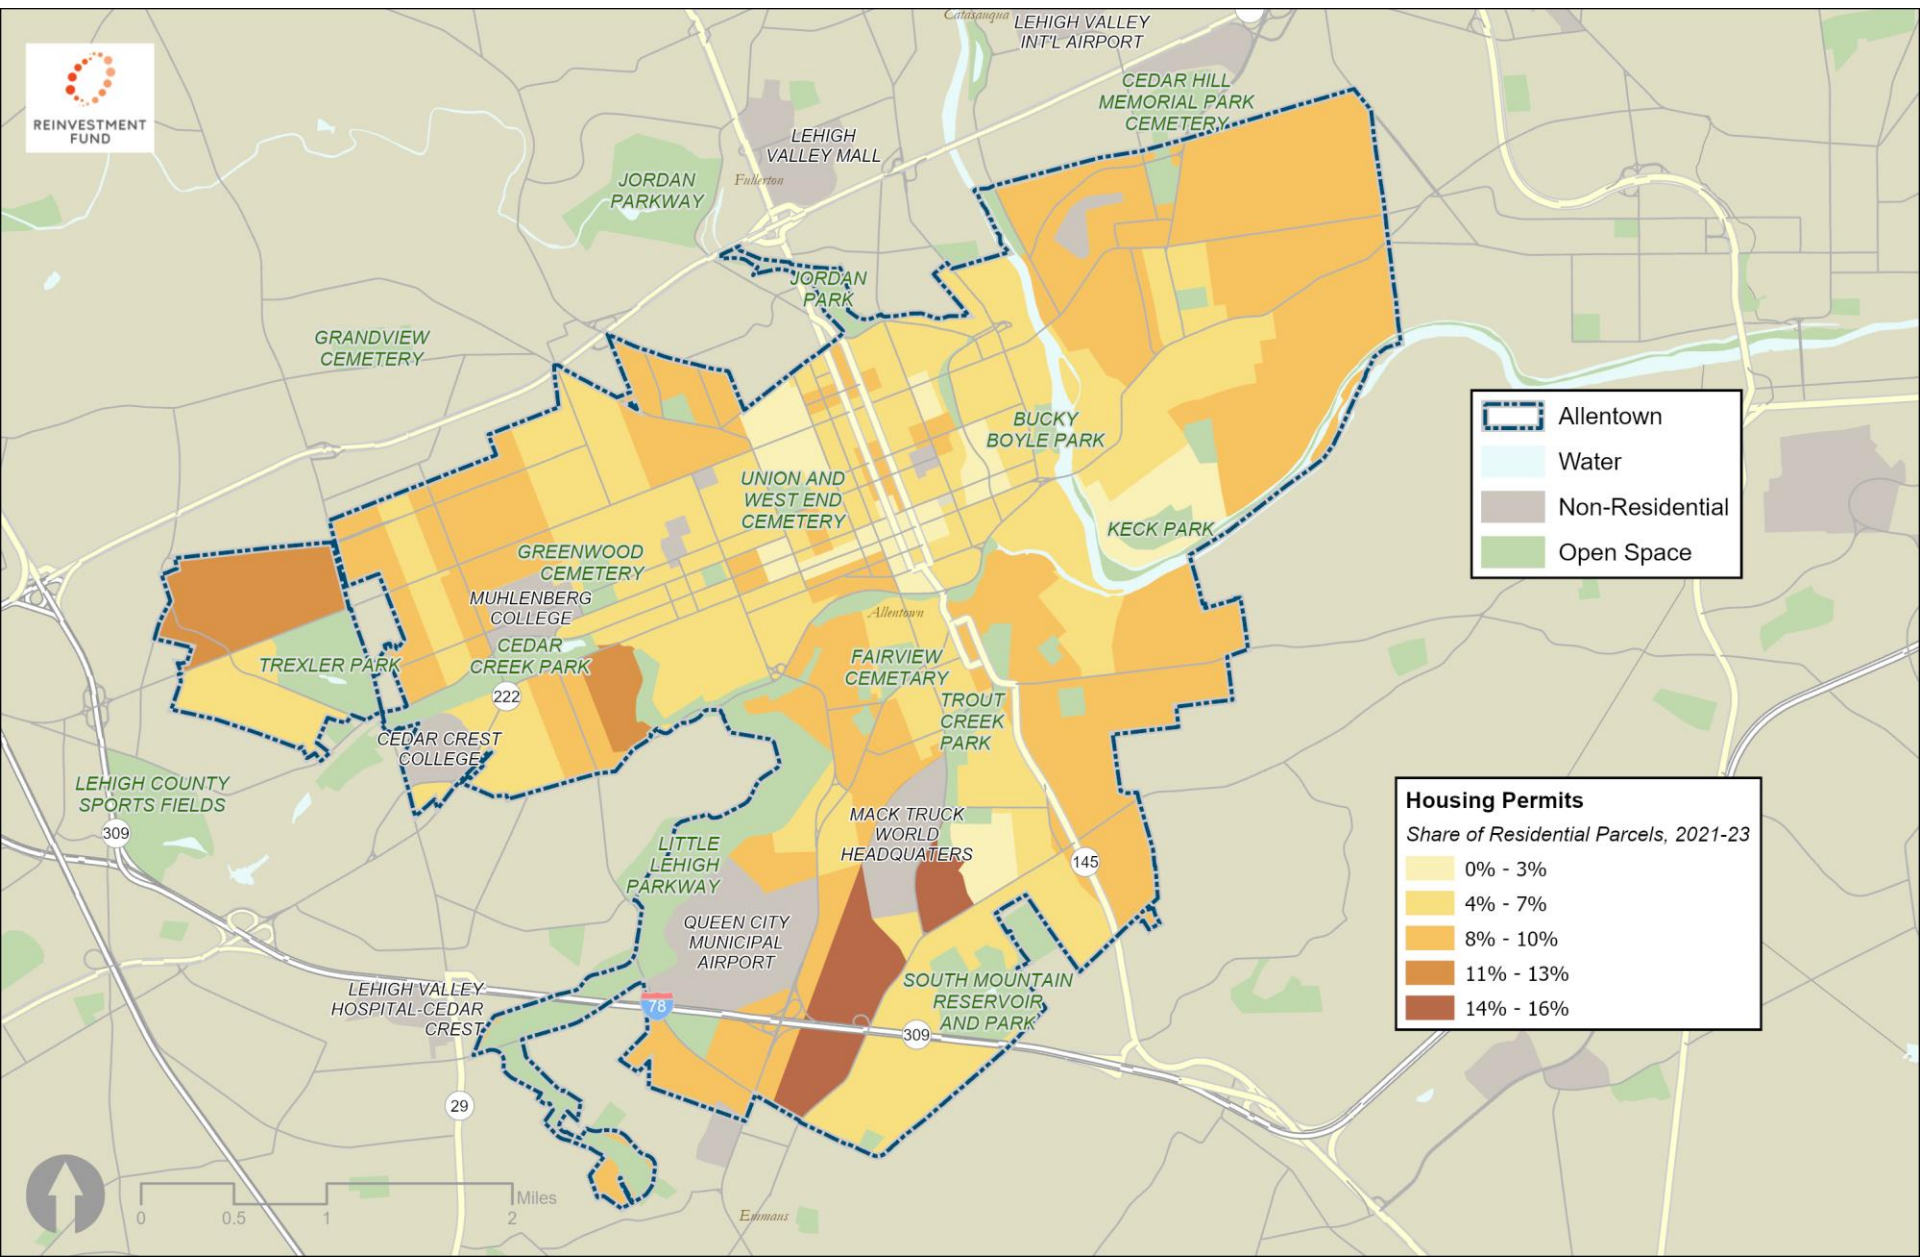 Catasauqua
LEHIGH VALLEY
INT'L AIRPORT
REINVESTMENT
FUND
CEDAR HILL
MEMORIAL PARK
CEMETERY
LEHIGH
VALLEY MALL
JORDAN
PARKWAY
Fullerton
JORDAN
PARK
GRANDVIEW
CEMETERY
BUCKY
BOYLE PARK
UNION AND
WEST END
CEMETERY
KECK PARK
GREENWOOD
CEMETERY
MUHLENBERG
COLLEGE
Allentown
CEDAR
CREEK PARK
TREXLER PARK
FAIRVIEW
CEMETARY
222
TROUT
CREEK
PARK
CEDAR CREST
COLLEGE
LEHIGH COUNTY
SPORTS FIELDS
309
MACK TRUCK
WORLD
HEADQUATERS
LITTLE
LEHIGH
PARKWAY
145
QUEEN CITY
MUNICIPAL
AIRPORT
SOUTH MOUNTAIN
RESERVOIR
AND PARK
LEHIGH VALLEY
HOSPITAL-CEDAR
CREST
78
309
29
Emmaus
0 0.5 1 2 Miles
Allentown
Water
Non-Residential
Open Space
Housing Permits
Share of Residential Parcels, 2021-23
0% - 3%
4% - 7%
8% - 10%
11% - 13%
14% - 16%